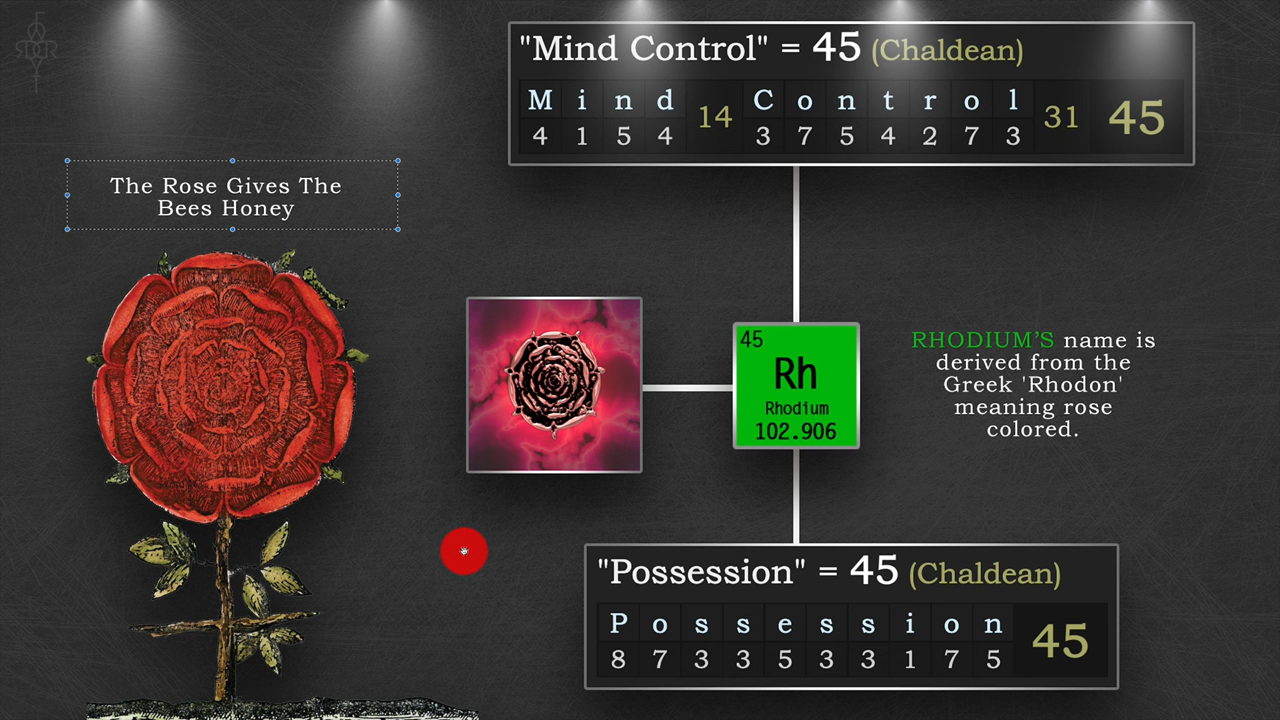 "Mind Control" = 45 (Chaldean)
M i n d 14 C o n t r o l 31 45
4 1 5 4 3 7 5 4 2 7 3
The Rose Gives The
Bees Honey
45
Rh
Rhodium
102.906
RHODIUM'S name is
derived from the
Greek 'Rhodon'
meaning rose
colored.
"Possession" = 45 (Chaldean)
P o s s e s s i o n 45
8 7 3 3 5 3 3 1 7 5